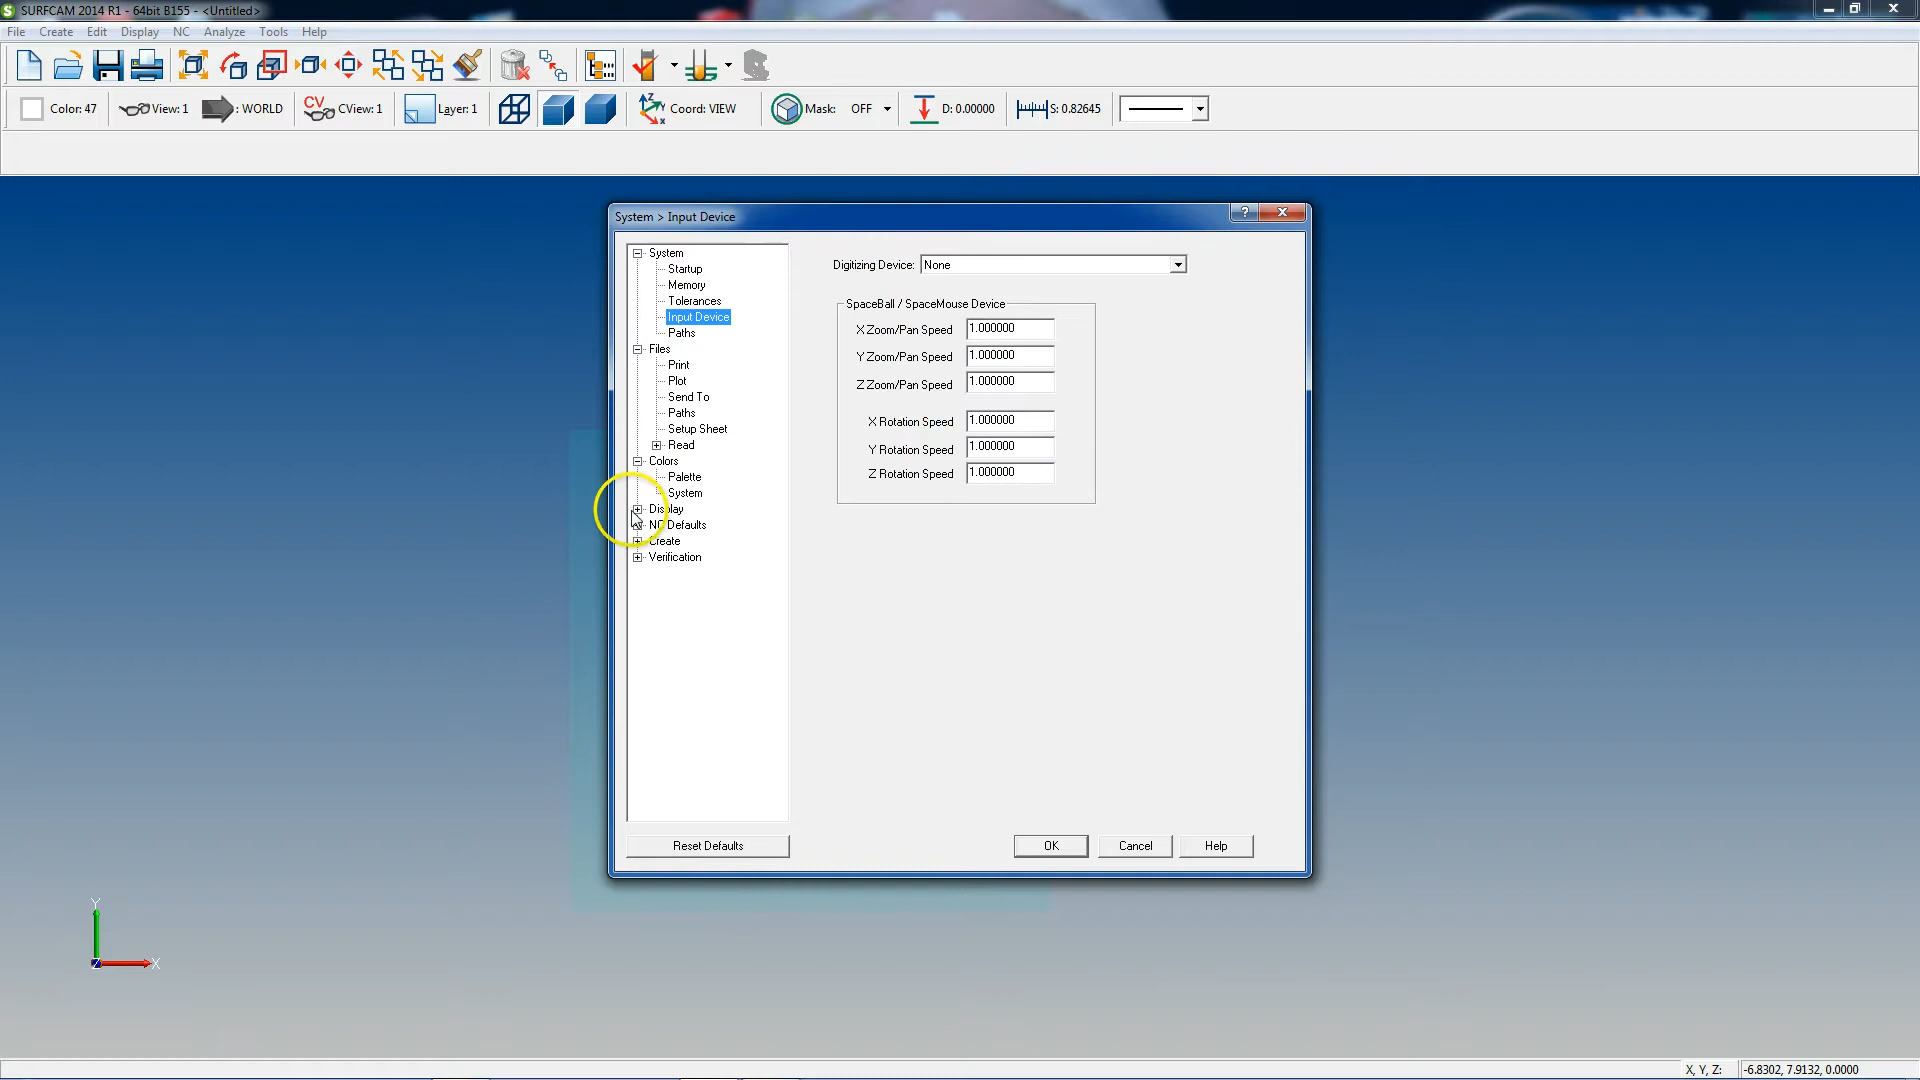 SURFCAM 2014 R1 - 64bit B155 - <Untitled>
File Create Edit Display NC Analyze Tools Help
Color: 47 View: 1 : WORLD CV CView: 1 Layer: 1 Coord: VIEW Mask: OFF D: 0.00000 S: 0.82645
System > Input Device
System
Startup
Memory
Tolerances
Input Device
Paths
Files
Print
Plot
Send To
Paths
Setup Sheet
Read
Colors
Palette
System
Display
NC Defaults
Create
Verification
Reset Defaults
Digitizing Device: None
SpaceBall / SpaceMouse Device
X Zoom/Pan Speed 1.000000
Y Zoom/Pan Speed 1.000000
Z Zoom/Pan Speed 1.000000
X Rotation Speed 1.000000
Y Rotation Speed 1.000000
Z Rotation Speed 1.000000
OK Cancel Help
Y
Z X
X, Y, Z: -6.8302, 7.9132, 0.0000